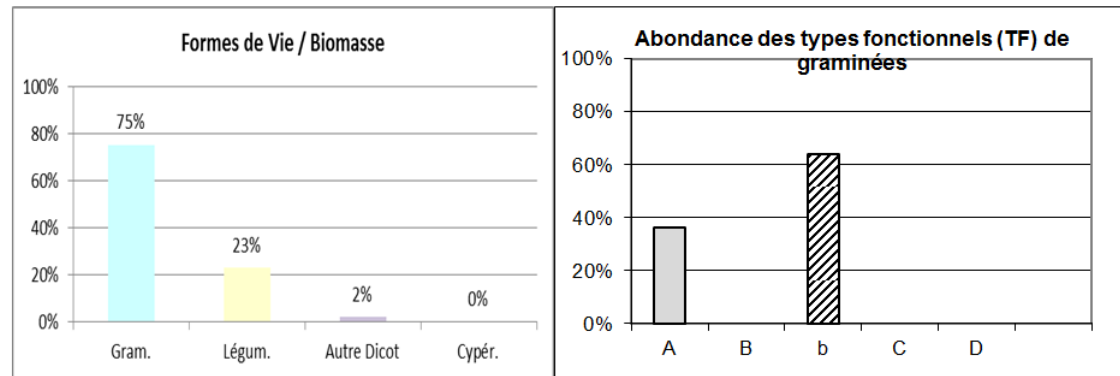 Formes de Vie / Biomasse
100%
80%
60%
40%
20%
0%
75%
23%
2%
0%
Gram.
Légum.
Autre Dicot
Cypér.
Abondance des types fonctionnels (TF) de
graminées
100%
80%
60%
40%
20%
0%
A
B
b
C
D